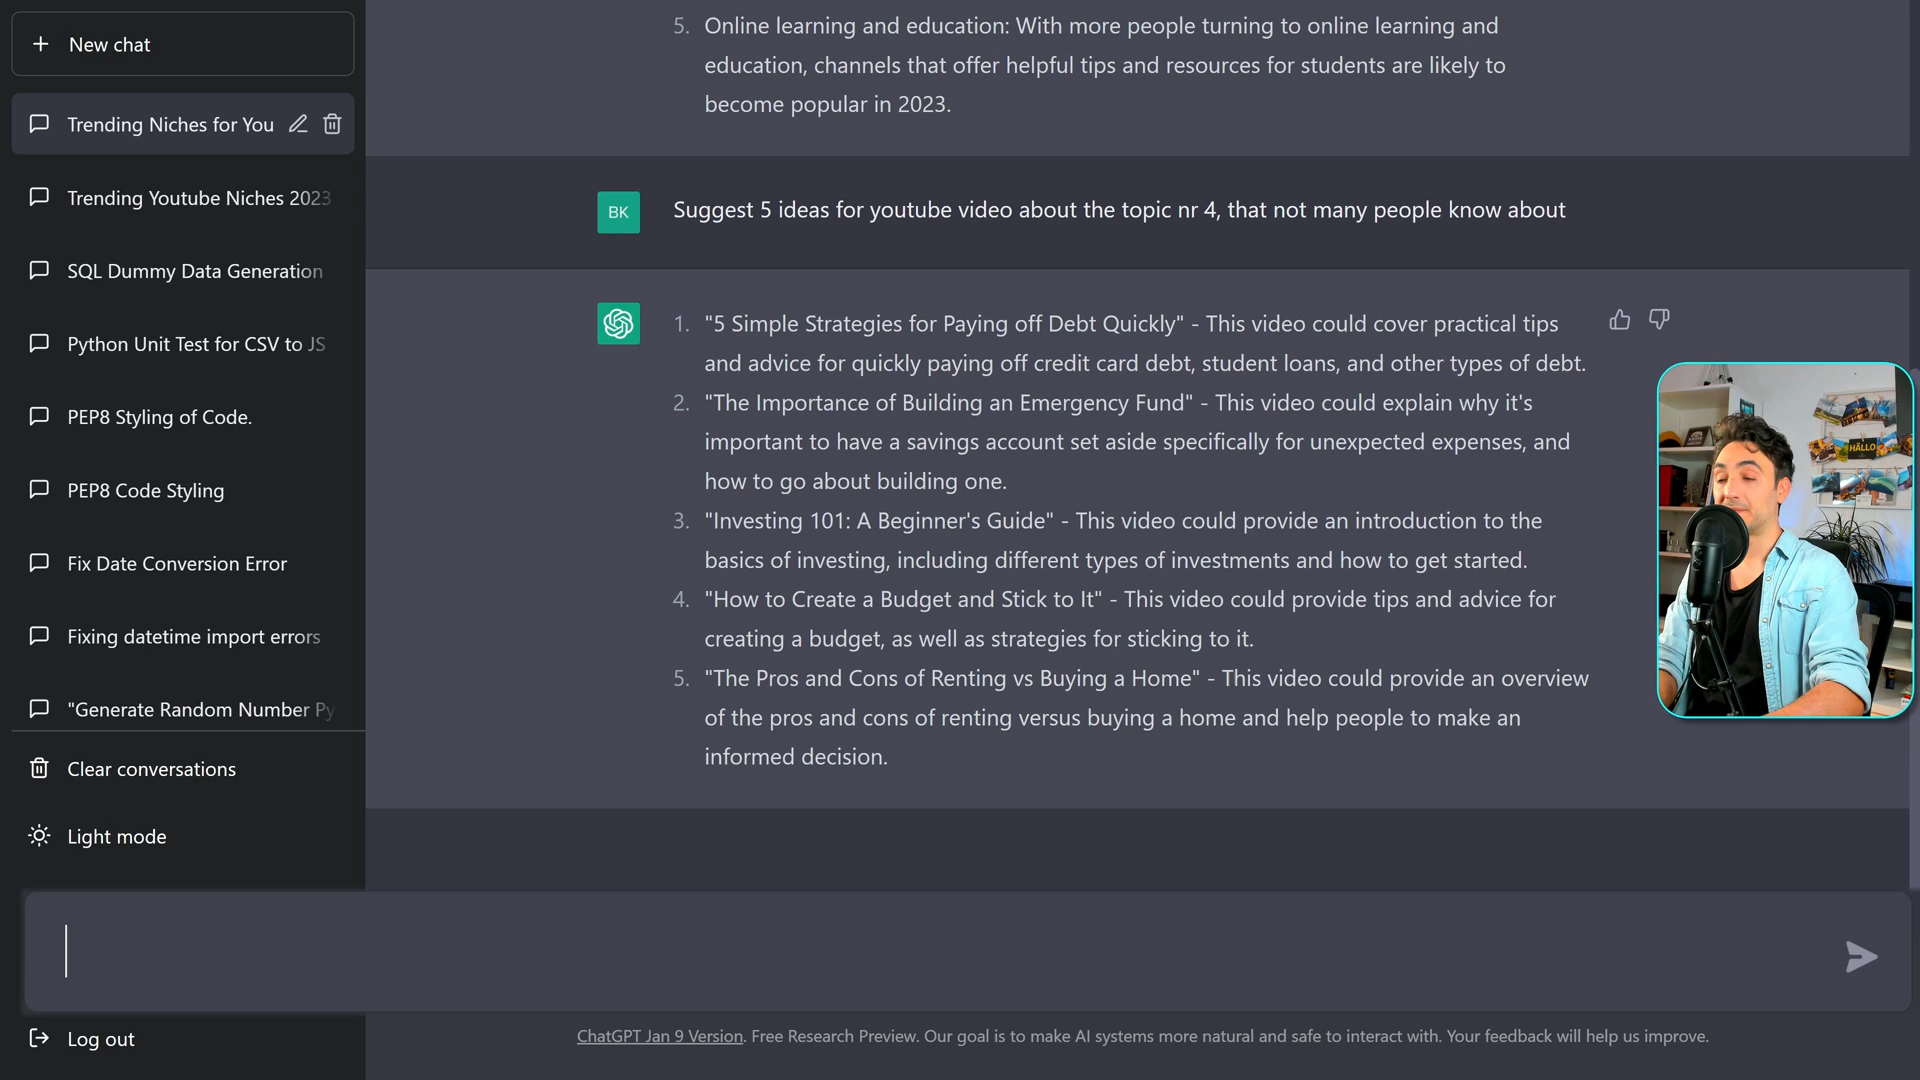 New chat
Trending Niches for You
Trending Youtube Niches 2023
SQL Dummy Data Generation
Python Unit Test for CSV to JS
PEP8 Styling of Code.
PEP8 Code Styling
Fix Date Conversion Error
Fixing datetime import errors
"Generate Random Number Py
Clear conversations
Light mode
Log out
5. Online learning and education: With more people turning to online learning and
education, channels that offer helpful tips and resources for students are likely to
become popular in 2023.
BK
Suggest 5 ideas for youtube video about the topic nr 4, that not many people know about
1. "5 Simple Strategies for Paying off Debt Quickly" - This video could cover practical tips
and advice for quickly paying off credit card debt, student loans, and other types of debt.
2. "The Importance of Building an Emergency Fund" - This video could explain why it's
important to have a savings account set aside specifically for unexpected expenses, and
how to go about building one.
3. "Investing 101: A Beginner's Guide" - This video could provide an introduction to the
basics of investing, including different types of investments and how to get started.
4. "How to Create a Budget and Stick to It" - This video could provide tips and advice for
creating a budget, as well as strategies for sticking to it.
5. "The Pros and Cons of Renting vs Buying a Home" - This video could provide an overview
of the pros and cons of renting versus buying a home and help people to make an
informed decision.
HÄLLO
ChatGPT Jan 9 Version. Free Research Preview. Our goal is to make AI systems more natural and safe to interact with. Your feedback will help us improve.